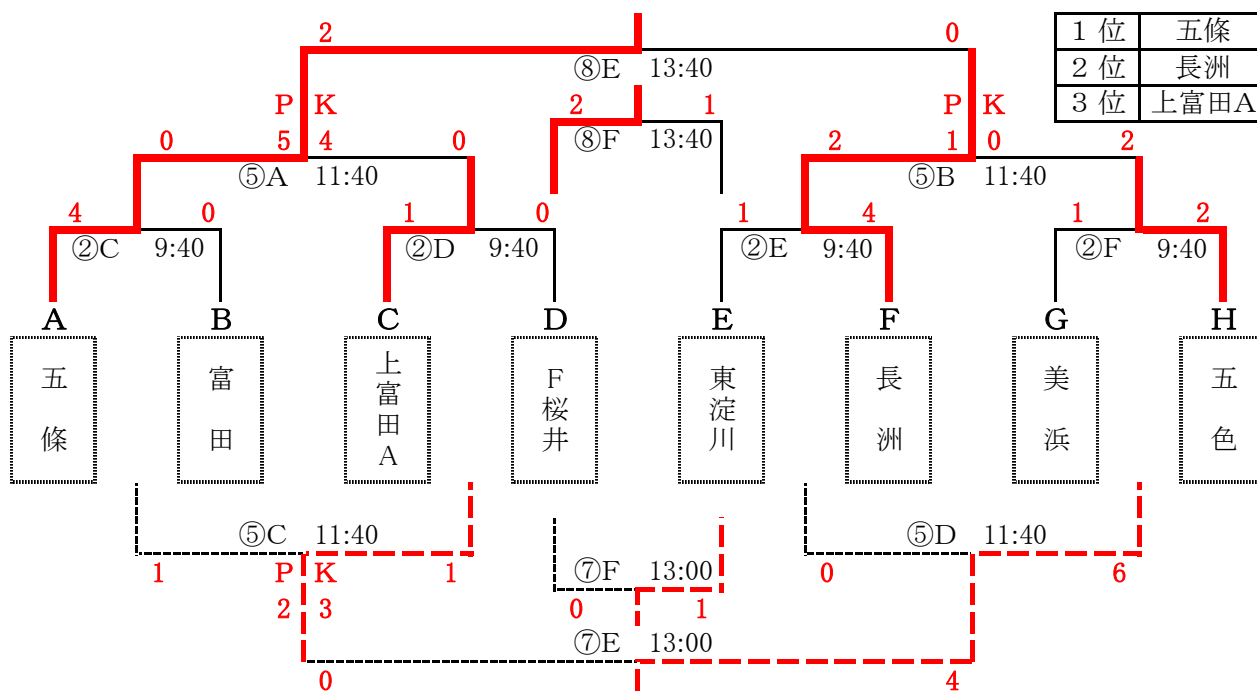 2 0
⑧E 13:40
1位 五條
2位 長洲
3位 上富田A
P K 2 1 P K
⑧F 13:40
0 5 4 0 2 1 0 2
⑤A 11:40 ⑤B 11:40
4 0 1 0 1 4 1 2
②C 9:40 ②D 9:40 ②E 9:40 ②F 9:40
A B C D E F G H
五條
富田
上富田A
F桜井
東淀川
長洲
美浜
五色
⑤C 11:40 ⑤D 11:40
1 P K 1 ⑦F 13:00 0 6
2 3 0 1
⑦E 13:00
0 4